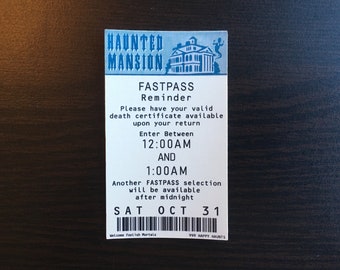 HAUNTED
MANSION
FASTPASS
Reminder
Please have your valid
death certificate available
upon your return
Enter Between
12:00AM
AND
1:00AM
Another FASTPASS selection
will be available
after midnight
SAT OCT 31
Welcome Foolish Mortals 999 HAPPY HAUNTS